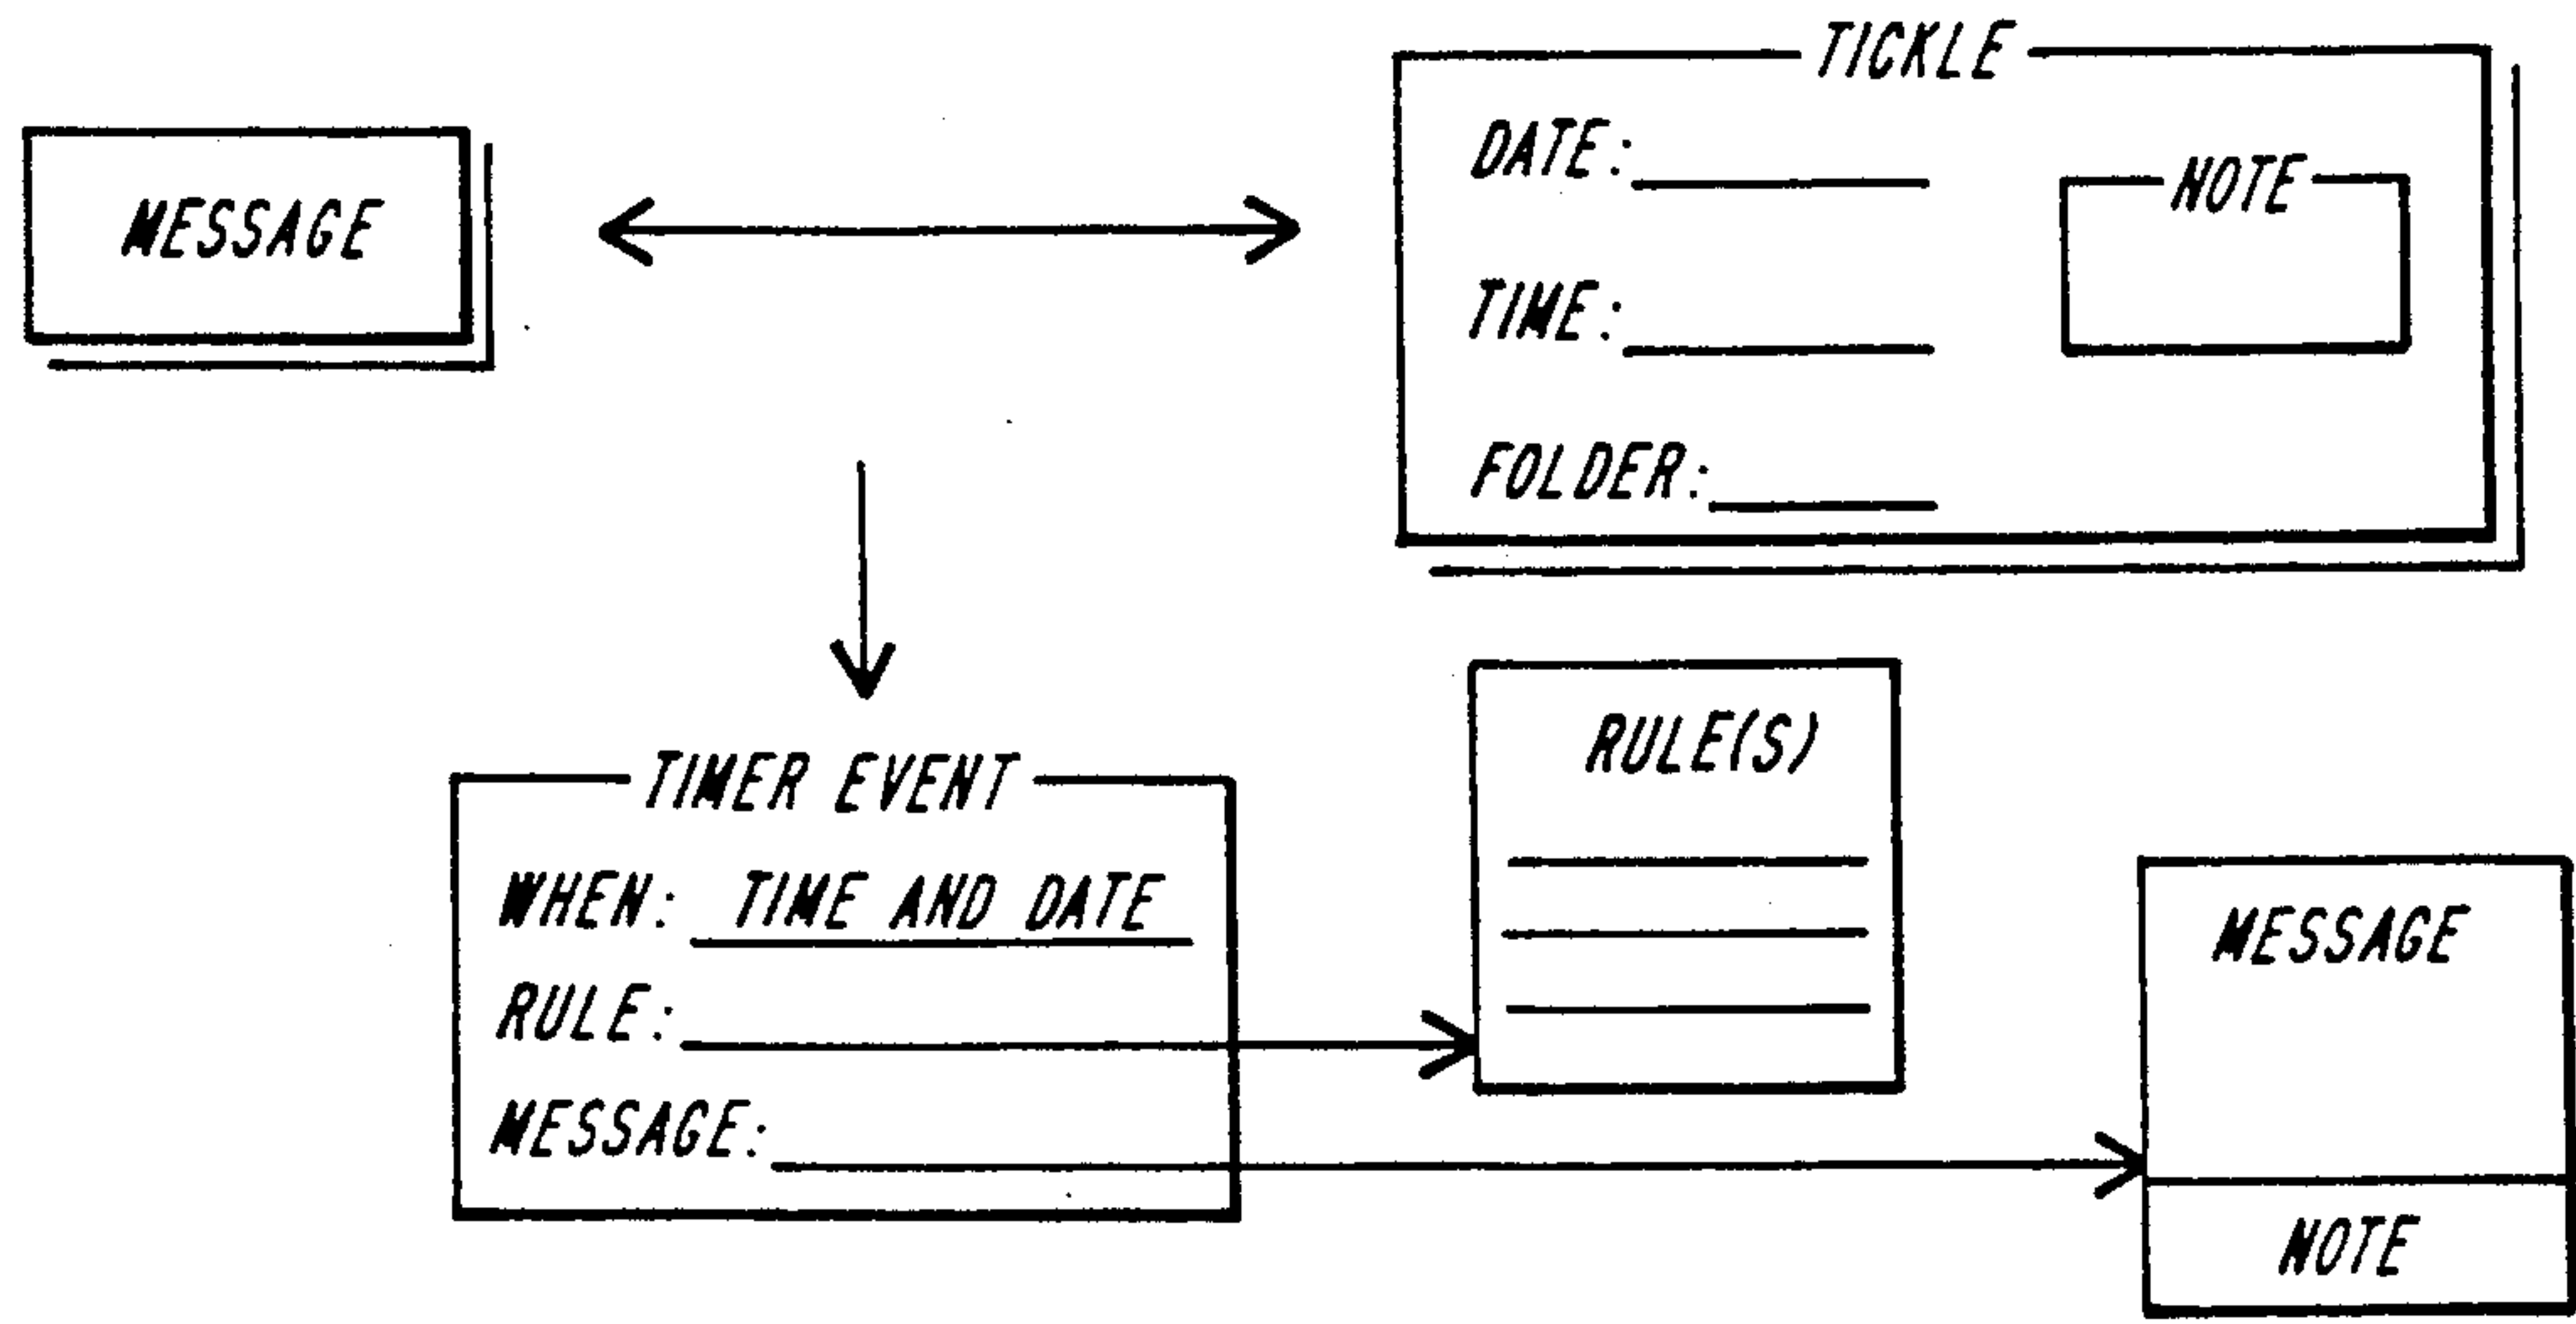 TICKLE
MESSAGE
DATE:
NOTE
TIME:
FOLDER:
TIMER EVENT
WHEN: TIME AND DATE
RULE:
MESSAGE:
RULE(S)
MESSAGE
NOTE